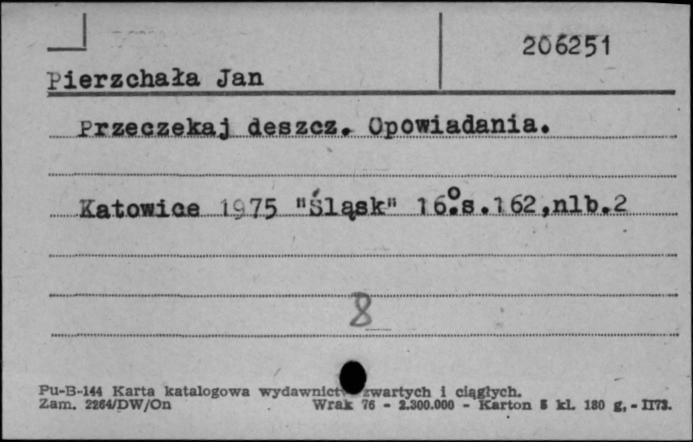 206251
Pierzchała Jan
Przeczekaj deszcz. Opowiadania.
Katowice 1975 "Śląsk" 16.° s.162,nlb.2
8
Pu-B-144 Karta katalogowa wydawnict zwartych i ciągłych.
Zam. 2264/DW/On Wrak 76 - 2.300.000 - Karton 5 kl. 180 g, - II73.